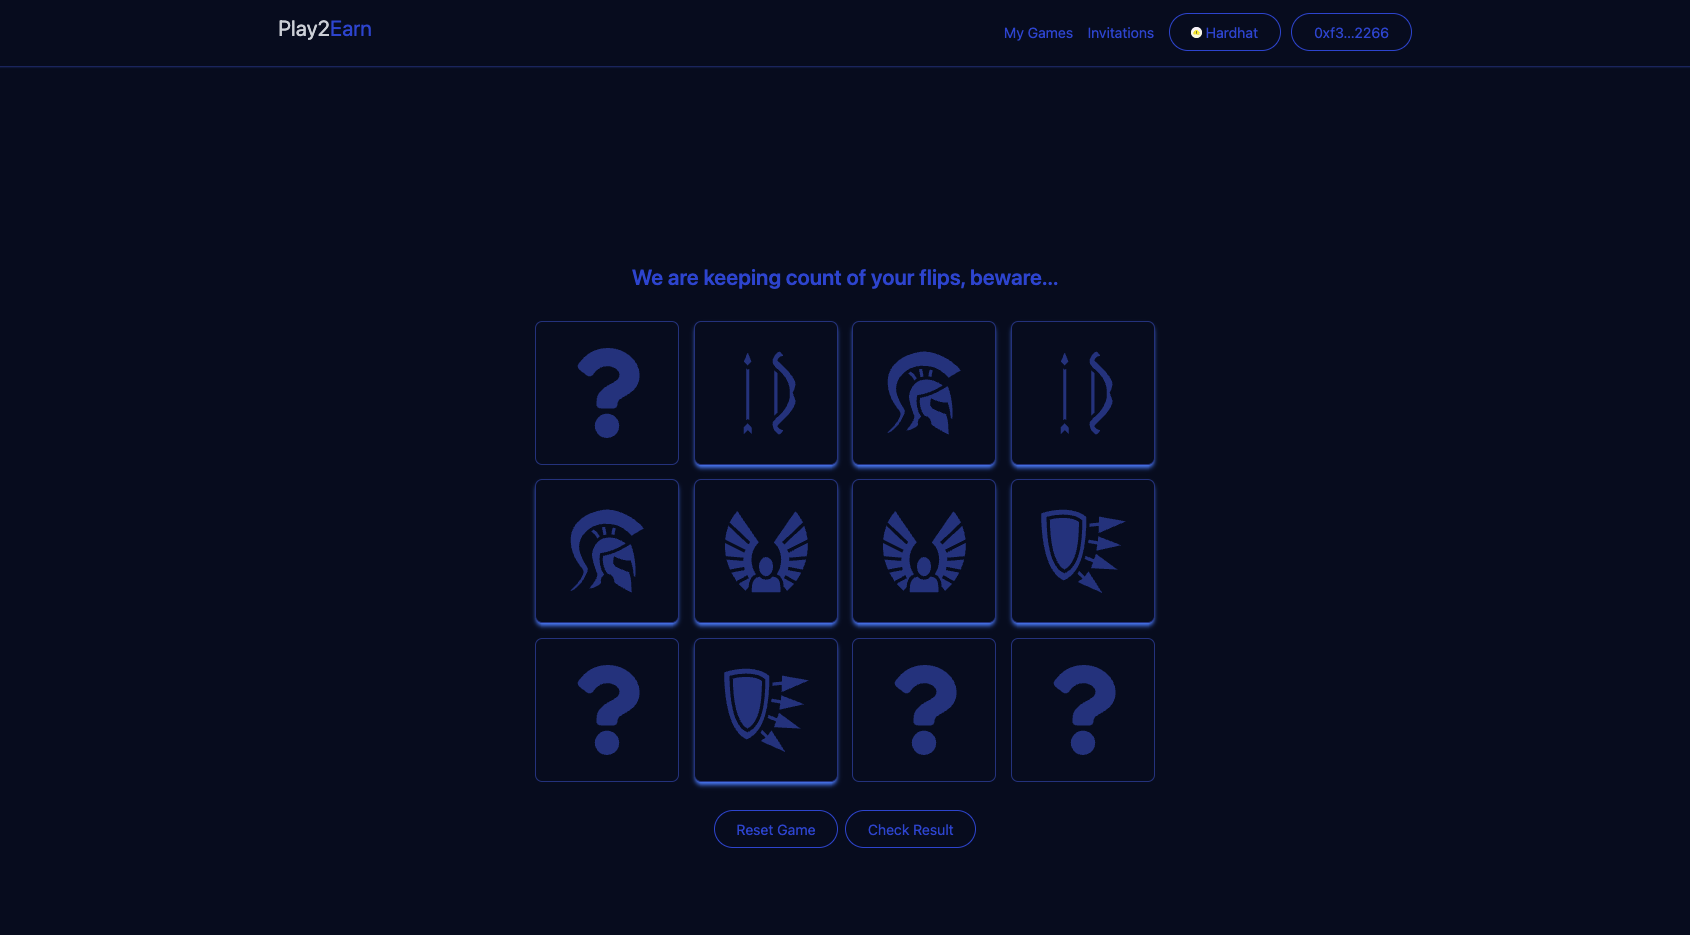 Play2Earn
My Games
Invitations
Hardhat
0xf3...2266
We are keeping count of your flips, beware...
Reset Game
Check Result